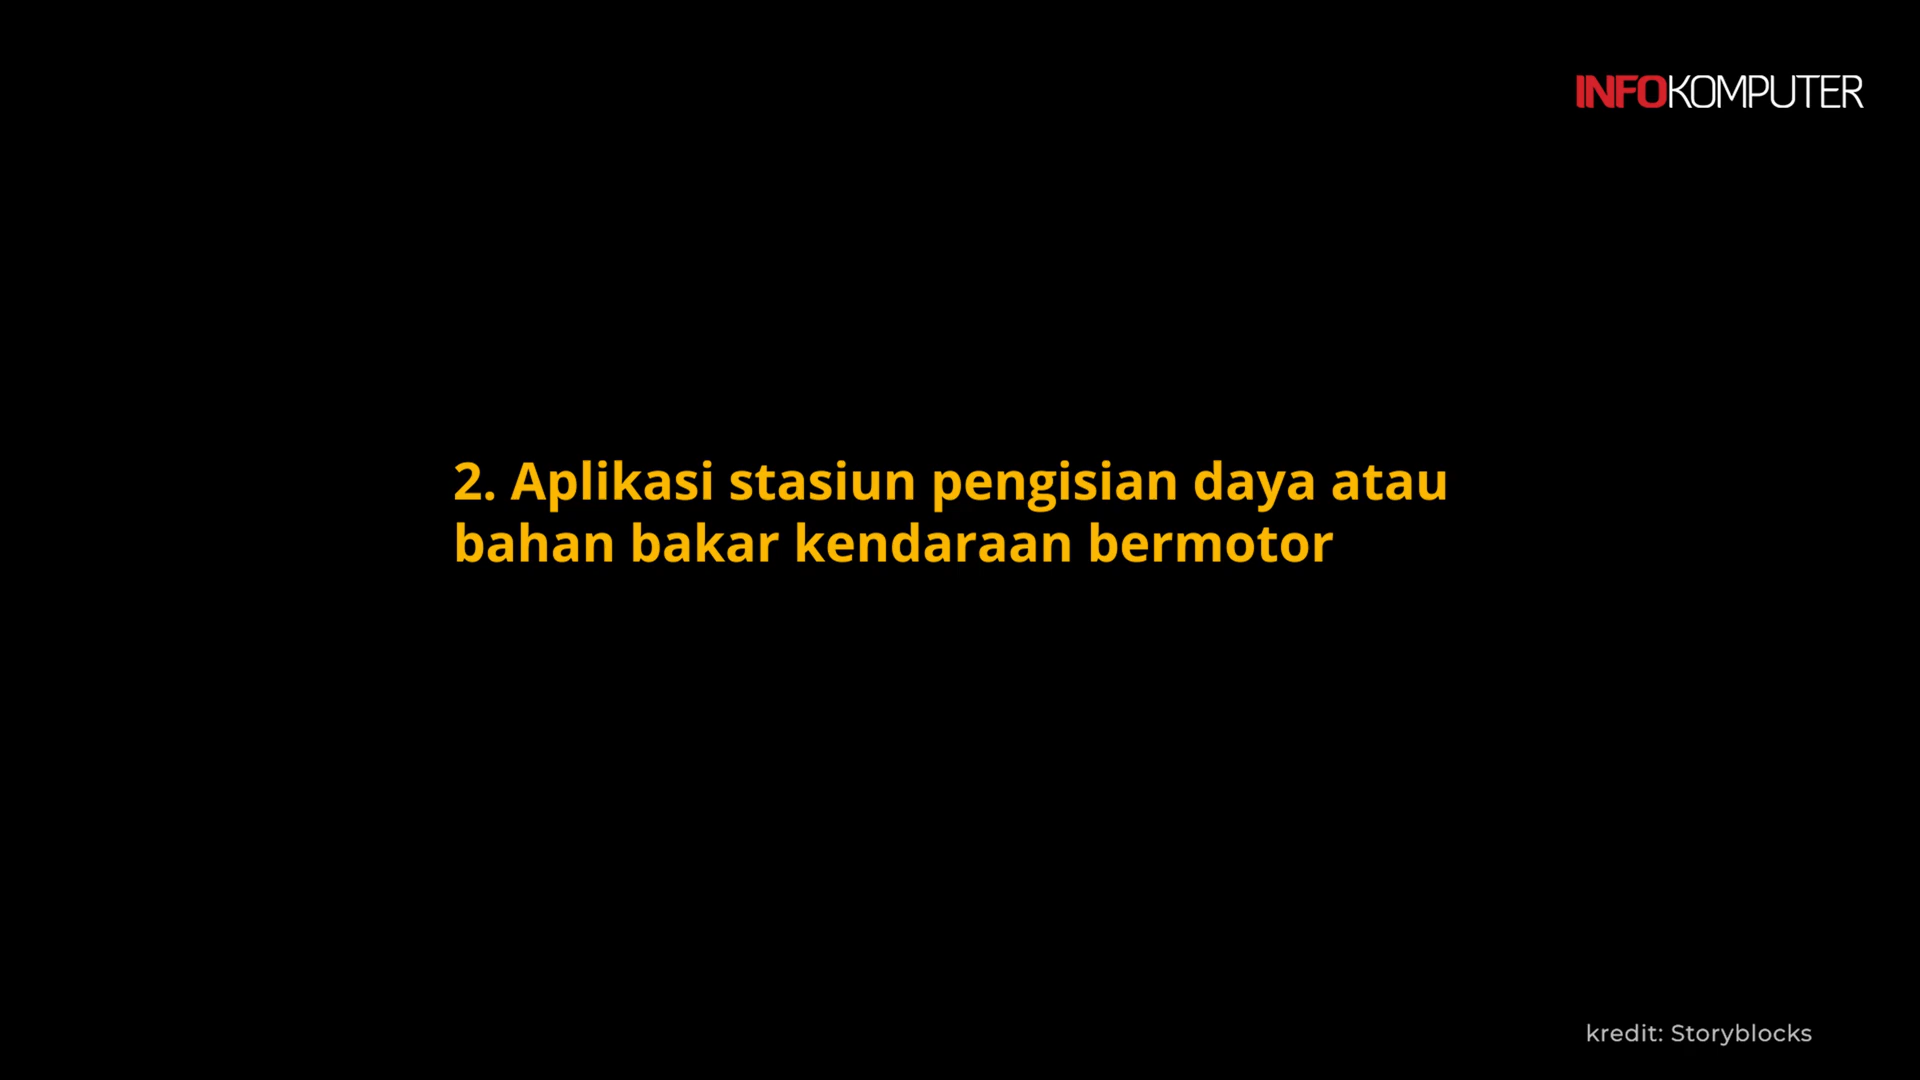 INFOKOMPUTER
2. Aplikasi stasiun pengisian daya atau
bahan bakar kendaraan bermotor
kredit: Storyblocks